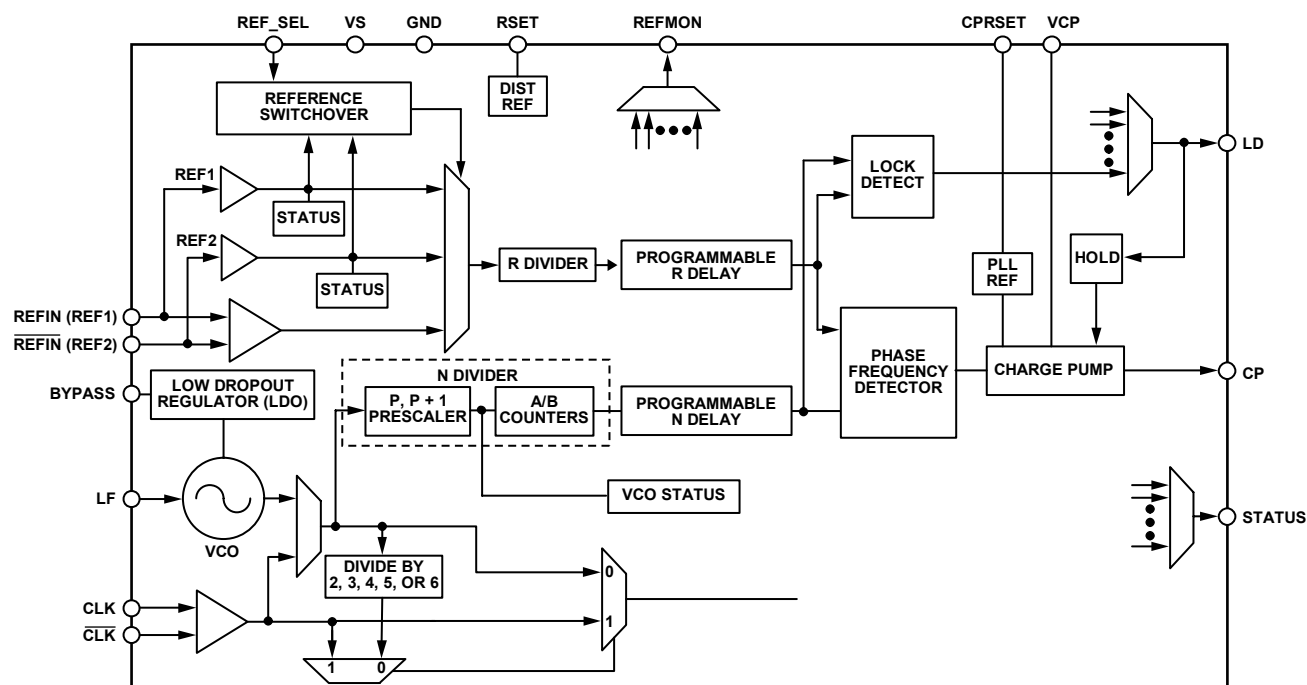 REF_SEL
VS
GND
RSET
REFMON
CPRSET
VCP
REFERENCE
SWITCHOVER
DIST
REF
LD
LOCK
DETECT
REF1
STATUS
REF2
STATUS
R DIVIDER
PROGRAMMABLE
R DELAY
PLL
REF
HOLD
REFIN (REF1)
REFIN (REF2)
PHASE
FREQUENCY
DETECTOR
CHARGE PUMP
CP
BYPASS
LOW DROPOUT
REGULATOR (LDO)
N DIVIDER
P, P + 1
PRESCALER
A/B
COUNTERS
PROGRAMMABLE
N DELAY
LF
VCO
VCO STATUS
STATUS
DIVIDE BY
2, 3, 4, 5, OR 6
0
1
CLK
CLK
1 0